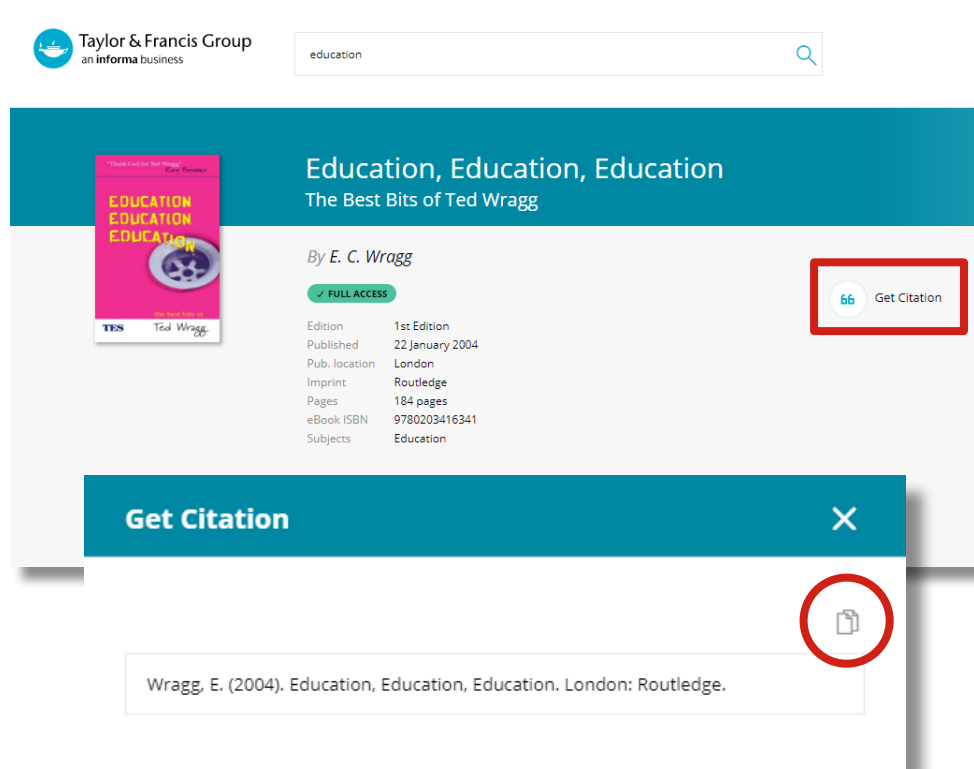 Taylor & Francis Group
an informa business
education
"Thank God for Ted Wragg"
Rory Bremner
EDUCATION
EDUCATION
EDUCATION
the best bits of
TES Ted Wragg
Education, Education, Education
The Best Bits of Ted Wragg
By E. C. Wragg
✓ FULL ACCESS
Edition 1st Edition
Published 22 January 2004
Pub. location London
Imprint Routledge
Pages 184 pages
eBook ISBN 9780203416341
Subjects Education
Get Citation
Get Citation
Wragg, E. (2004). Education, Education, Education. London: Routledge.